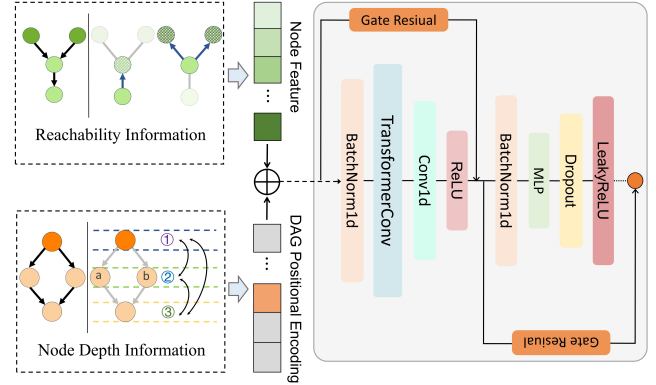 Reachability Information
Node Feature
...
a
b
①
②
③
Node Depth Information
...
DAG Positional Encoding
Gate Resiual
BatchNorm1d
TransformerConv
Conv1d
ReLU
BatchNorm1d
MLP
Dropout
LeakyReLU
Gate Resiual